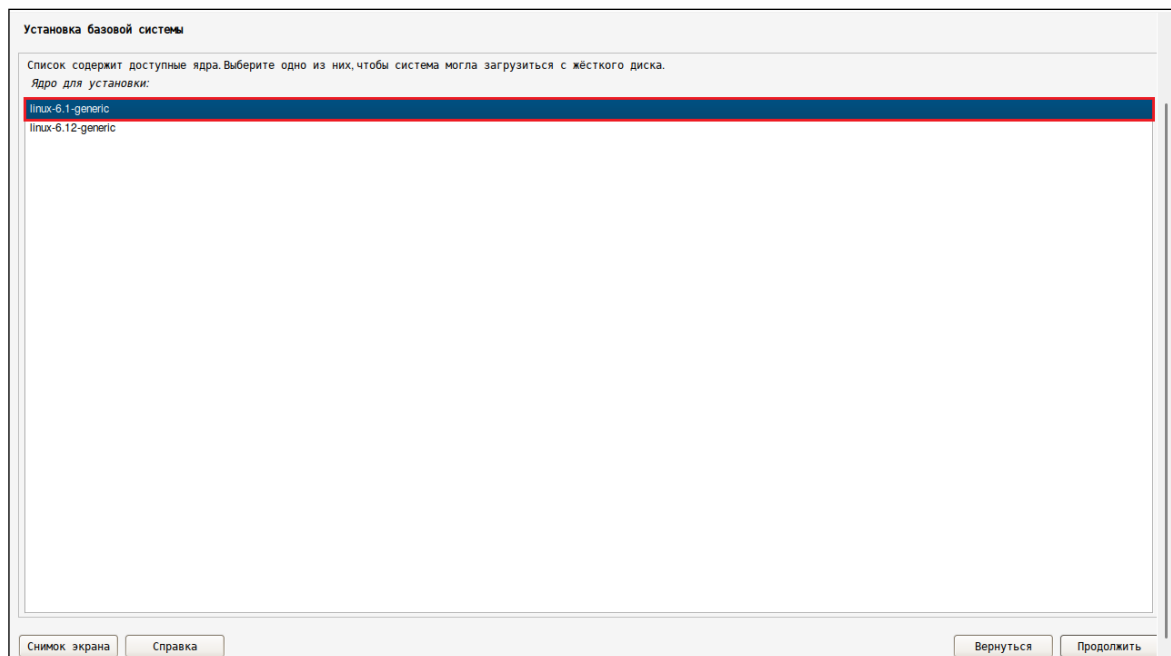 Установка базовой системы
Список содержит доступные ядра. Выберите одно из них, чтобы система могла загрузиться с жёсткого диска.
Ядро для установки:
linux-6.1-generic
linux-6.12-generic
Снимок экрана Справка Вернуться Продолжить